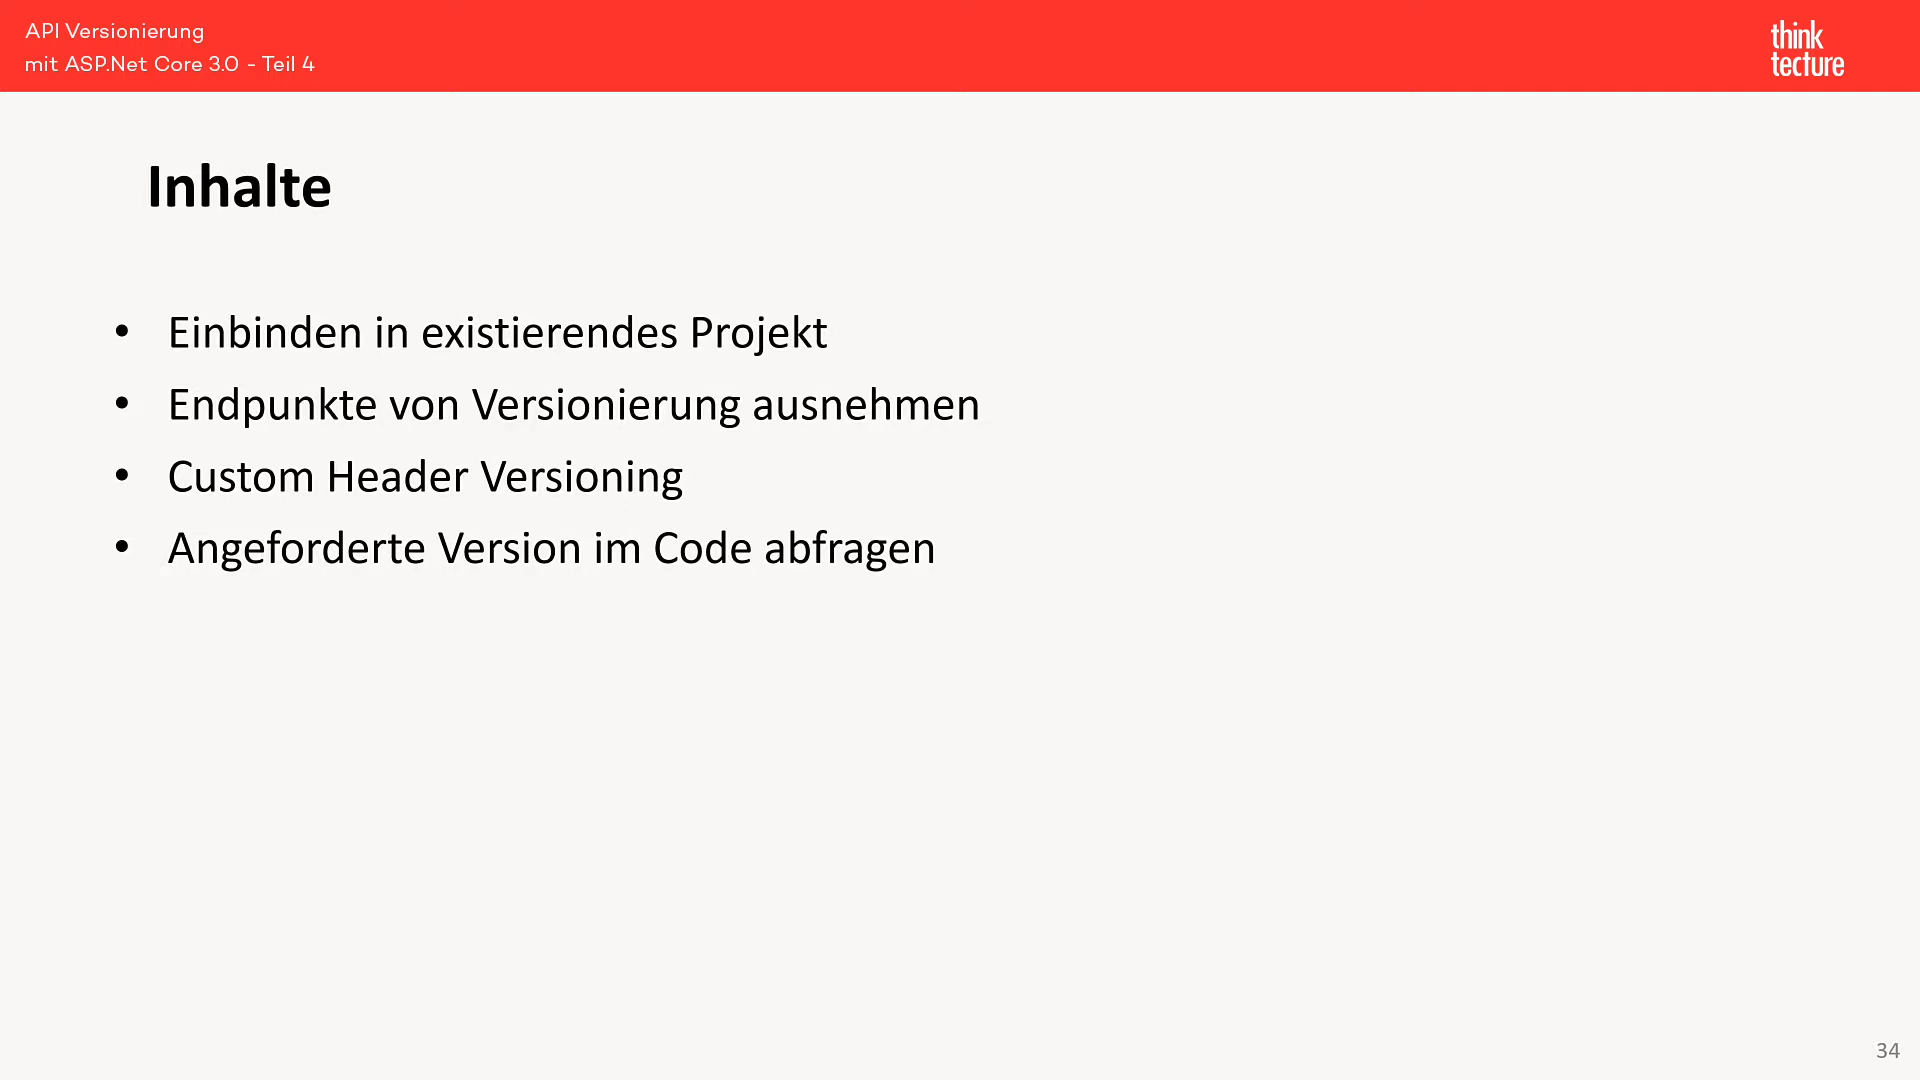 API Versionierung
mit ASP.Net Core 3.0 - Teil 4
think
tecture
Inhalte
• Einbinden in existierendes Projekt
• Endpunkte von Versionierung ausnehmen
• Custom Header Versioning
• Angeforderte Version im Code abfragen
34